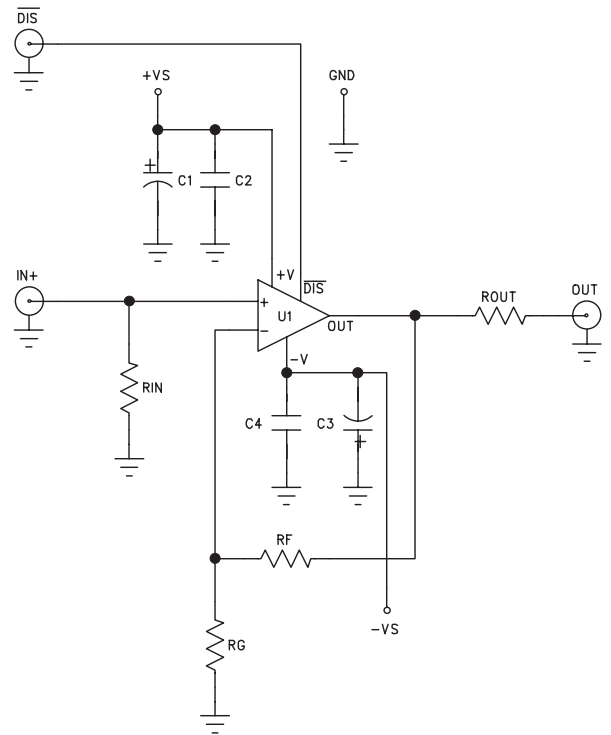 DIS
+VS
GND
+
C1
C2
IN+
+V
DIS
OUT
+
U1
ROUT
−
OUT
−V
RIN
C4
C3
+
RF
−VS
RG